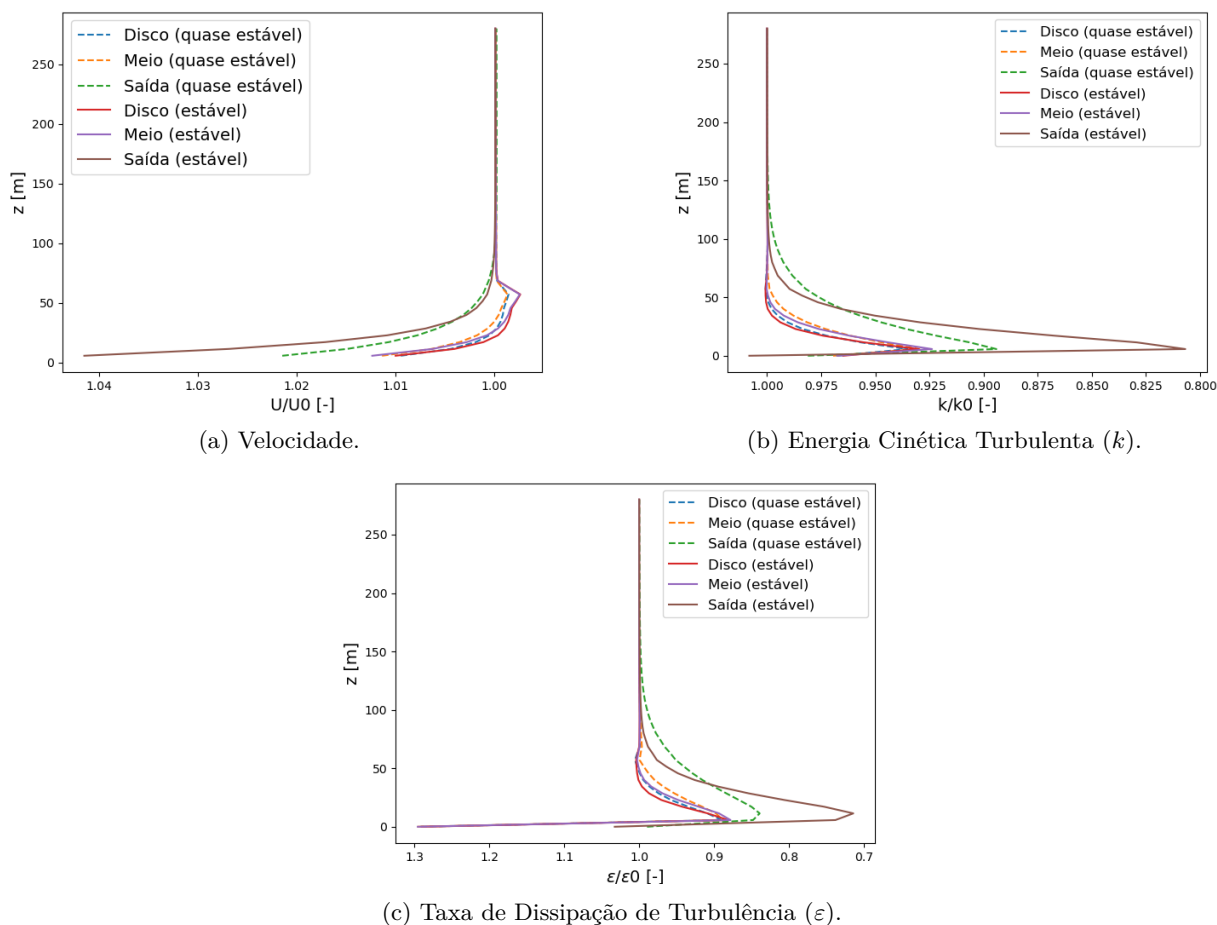 Disco (quase estável)
Meio (quase estável)
Saída (quase estável)
Disco (estável)
Meio (estável)
Saída (estável)
250
200
150
100
50
0
z [m]
1.04 1.03 1.02 1.01 1.00
U/U0 [-]
(a) Velocidade.
Disco (quase estável)
Meio (quase estável)
Saída (quase estável)
Disco (estável)
Meio (estável)
Saída (estável)
250
200
150
100
50
0
z [m]
1.000 0.975 0.950 0.925 0.900 0.875 0.850 0.825 0.800
k/k0 [-]
(b) Energia Cinética Turbulenta (k).
Disco (quase estável)
Meio (quase estável)
Saída (quase estável)
Disco (estável)
Meio (estável)
Saída (estável)
250
200
150
100
50
0
z [m]
1.3 1.2 1.1 1.0 0.9 0.8 0.7
ε/ε0 [-]
(c) Taxa de Dissipação de Turbulência (ε).